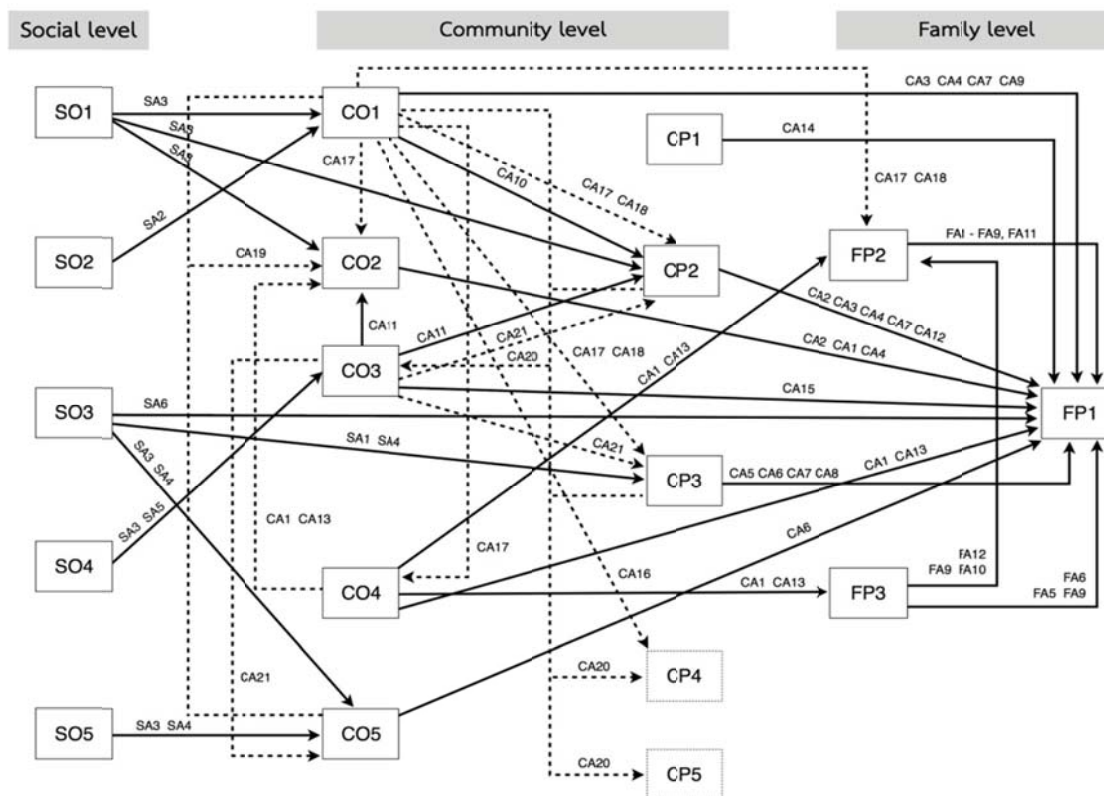 Social level
Community level
Family level
SO1
SA3
CO1
CA3 CA4 CA7 CA9
SA3
SA3
CA17
CA10
CA17 CA18
CP1
CA14
CA17 CA18
SA2
SO2
CA19
CO2
CP2
FP2
FAI - FA9, FA11
CA11
CA11
CA21
CA20
CA17 CA18
CA1 CA13
CA2 CA3 CA4 CA7 CA12
CA2 CA1 CA4
CO3
CA15
SO3
SA6
FP1
SA1 SA4
CA21
CP3
CA5 CA6 CA7 CA8
CA1 CA13
SA3 SA4
SA3 SA5
CA1 CA13
CA17
CA6
SO4
CO4
CA16
CA1 CA13
FP3
FA12
FA9 FA10
FA6
FA5 FA9
CA21
CA20
CP4
SO5
SA3 SA4
CO5
CA20
CP5